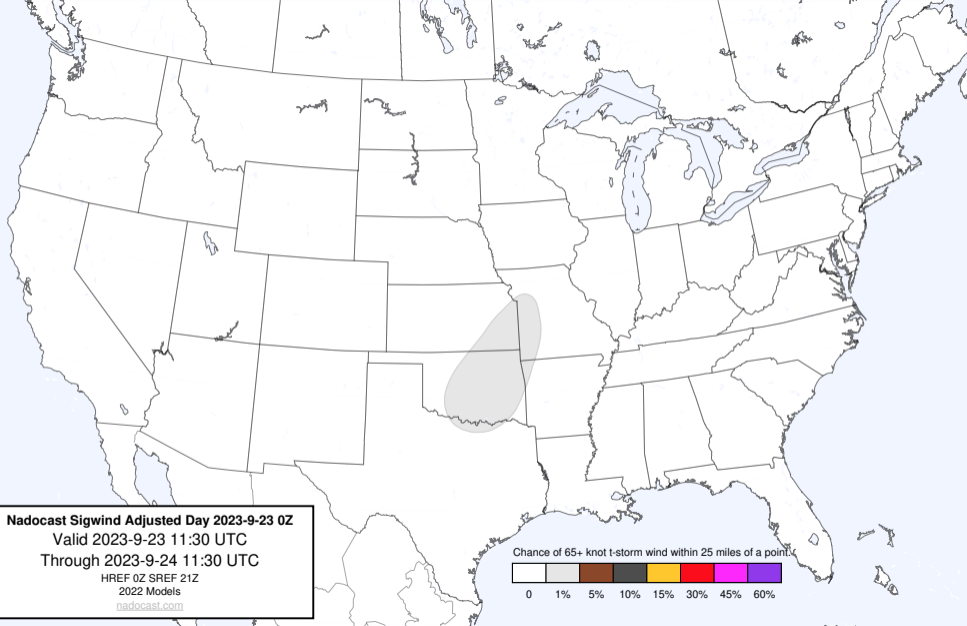 Nadocast Sigwind Adjusted Day 2023-9-23 0Z
Valid 2023-9-23 11:30 UTC
Through 2023-9-24 11:30 UTC
HREF 0Z SREF 21Z
2022 Models
nadocast.com
Chance of 65+ knot t-storm wind within 25 miles of a point.
0 1% 5% 10% 15% 30% 45% 60%